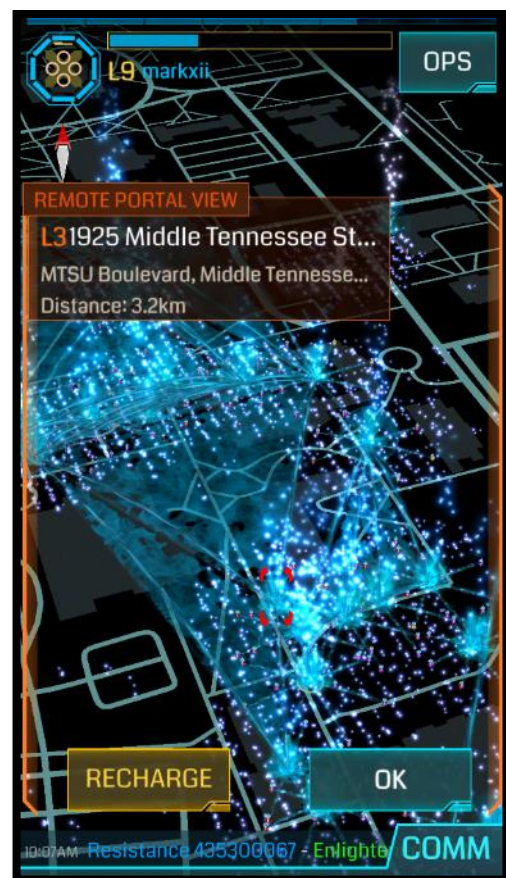 OPS
L9 markxii
REMOTE PORTAL VIEW
L3 1925 Middle Tennessee St...
MTSU Boulevard, Middle Tennesse...
Distance: 3.2km
RECHARGE
OK
10:07AM Resistance 435300067 - Enlighte
COMM